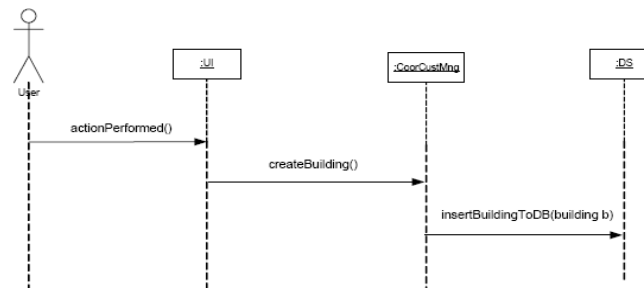 :UI
:CoorCustMng
:DS
User
actionPerformed()
createBuilding()
insertBuildingToDB(building b)